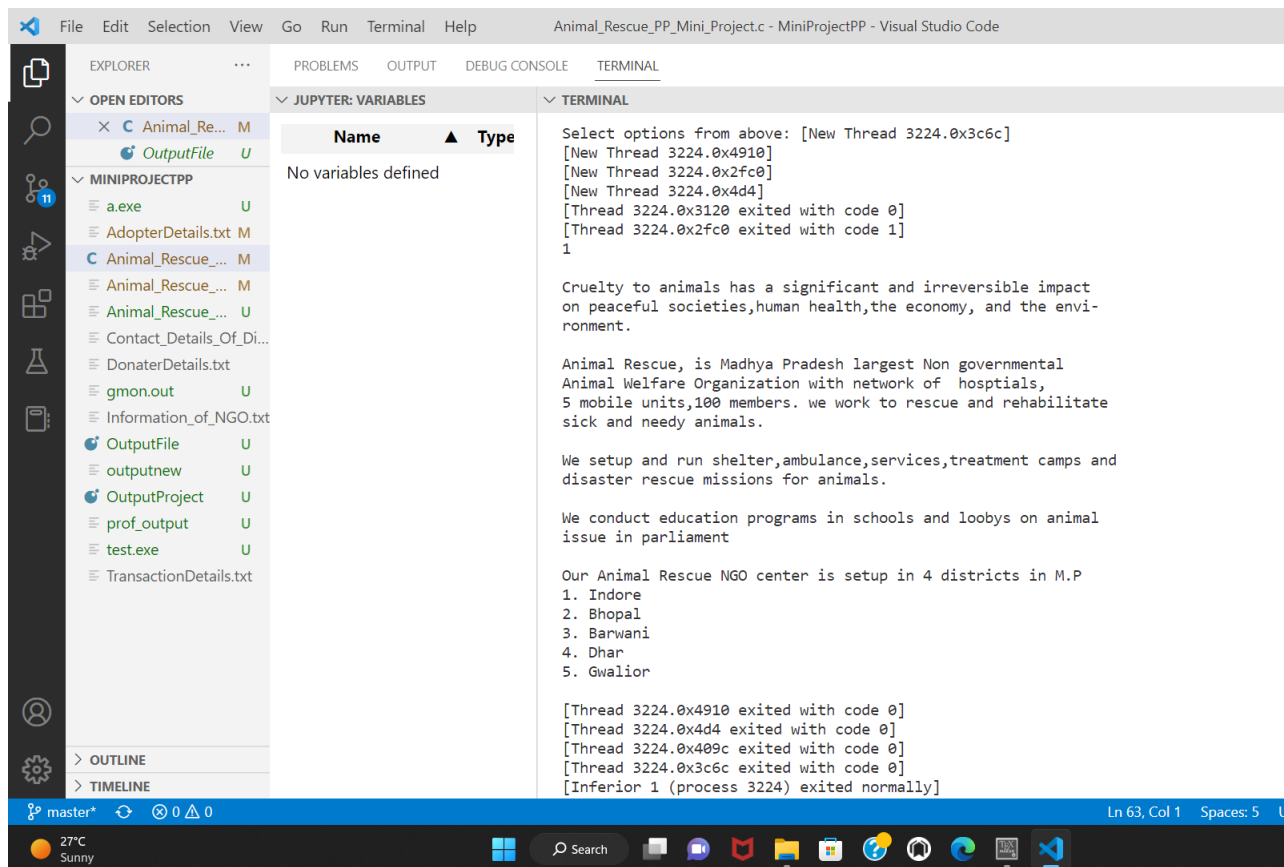 File Edit Selection View Go Run Terminal Help Animal_Rescue_PP_Mini_Project.c - MiniProjectPP - Visual Studio Code
EXPLORER ...
OPEN EDITORS
C Animal_Re... M
OutputFile U
MINIPROJECTPP
a.exe U
AdopterDetails.txt M
C Animal_Rescue_... M
Animal_Rescue_... M
Animal_Rescue_... U
Contact_Details_Of_Di...
DonaterDetails.txt
gmon.out U
Information_of_NGO.txt
OutputFile U
outputnew U
OutputProject U
prof_output U
test.exe U
TransactionDetails.txt
OUTLINE
TIMELINE
11
PROBLEMS OUTPUT DEBUG CONSOLE TERMINAL
JUPYTER: VARIABLES
Name ▲ Type
No variables defined
TERMINAL
Select options from above: [New Thread 3224.0x3c6c]
[New Thread 3224.0x4910]
[New Thread 3224.0x2fc0]
[New Thread 3224.0x4d4]
[Thread 3224.0x3120 exited with code 0]
[Thread 3224.0x2fc0 exited with code 1]
1
Cruelty to animals has a significant and irreversible impact
on peaceful societies,human health,the economy, and the envi-
ronment.
Animal Rescue, is Madhya Pradesh largest Non governmental
Animal Welfare Organization with network of  hosptials,
5 mobile units,100 members. we work to rescue and rehabilitate
sick and needy animals.
We setup and run shelter,ambulance,services,treatment camps and
disaster rescue missions for animals.
We conduct education programs in schools and loobys on animal
issue in parliament
Our Animal Rescue NGO center is setup in 4 districts in M.P
1. Indore
2. Bhopal
3. Barwani
4. Dhar
5. Gwalior
[Thread 3224.0x4910 exited with code 0]
[Thread 3224.0x4d4 exited with code 0]
[Thread 3224.0x409c exited with code 0]
[Thread 3224.0x3c6c exited with code 0]
[Inferior 1 (process 3224) exited normally]
master* 0 0 Ln 63, Col 1 Spaces: 5
27°C
Sunny
Search